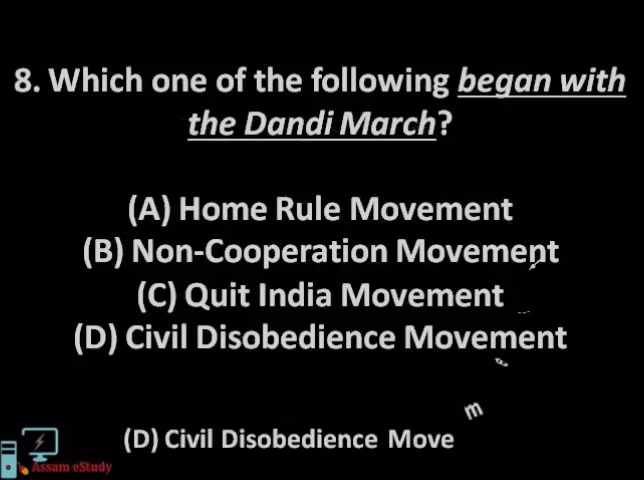 8. Which one of the following began with
the Dandi March?
(A) Home Rule Movement
(B) Non-Cooperation Movement
(C) Quit India Movement
(D) Civil Disobedience Movement
(D) Civil Disobedience Move m
Assam eStudy